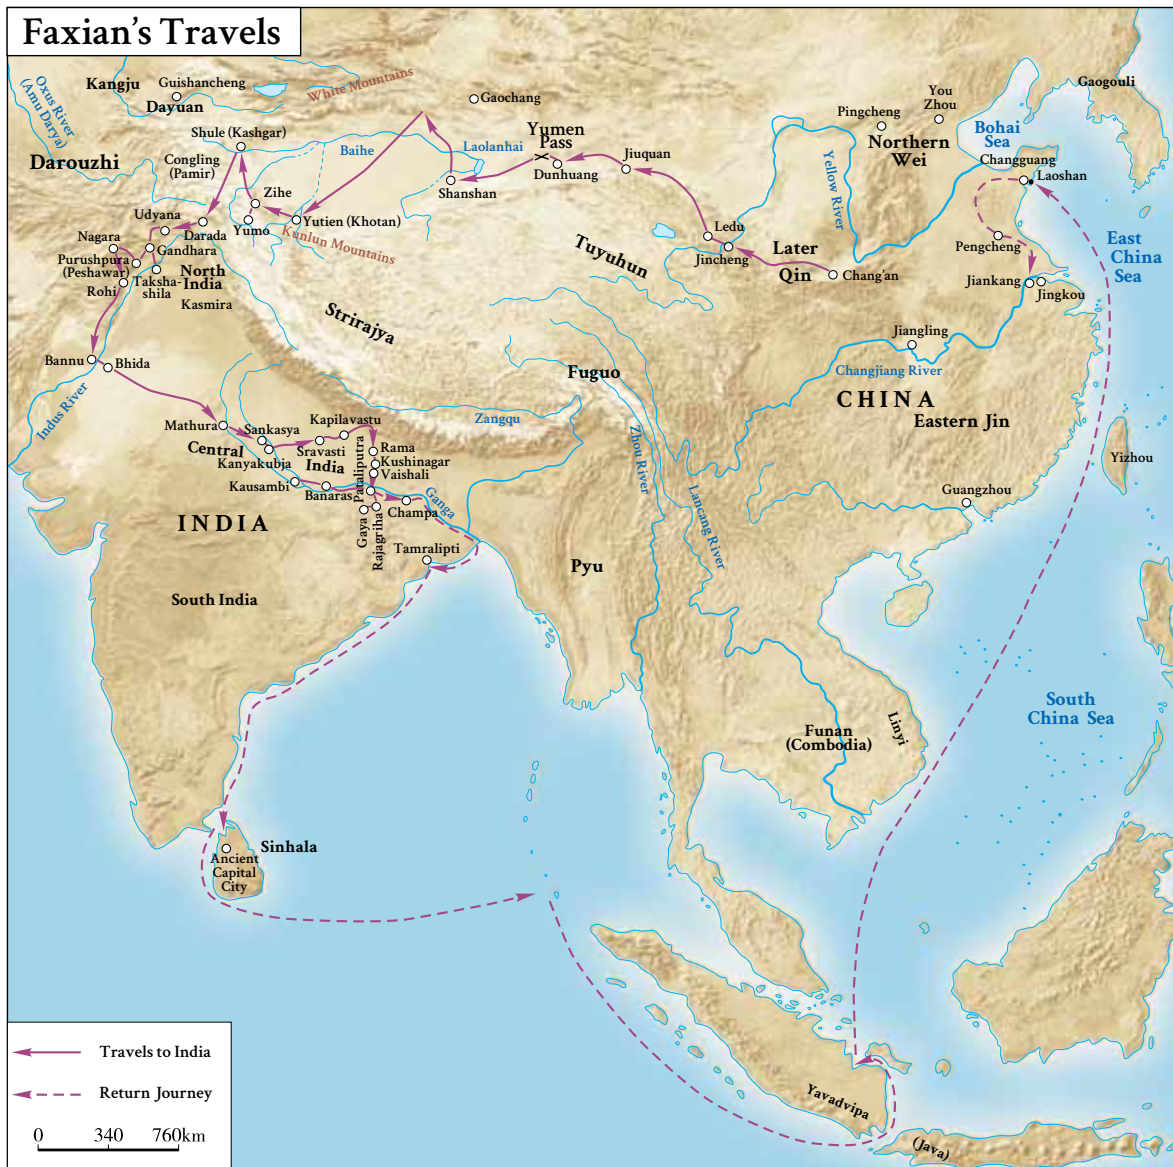 Faxian's Travels
Kangju
Guishancheng
Dayuan
Oxus River
(Amu Darya)
White Mountains
Gaochang
Pingcheng
You
Zhou
Northern
Wei
Gaogouli
Bohai
Sea
Darouzhi
Shule (Kashgar)
Congling
(Pamir)
Baihe
Laolanhai
Yumen
Pass
Dunhuang
Jiuquan
Yellow River
Changguang
Laoshan
Shanshan
Zihe
Yumo
Yutien (Khotan)
Kunlun Mountains
Udyana
Darada
Nagara
Gandhara
Purushpura
(Peshawar)
Taksha-
shila
North
India
Rohi
Kasmira
Tuyuhun
Ledu
Jincheng
Later
Qin
Chang'an
Pengcheng
Jiankang
Jingkou
East
China
Sea
Strirajya
Jiangling
Changjiang River
CHINA
Eastern Jin
Fuguo
Bannu
Bhida
Indus River
Zangqu
Zhou River
Lancang River
Yizhou
Guangzhou
Mathura
Sankasya
Kapilavastu
Central
Kanyakubja
Sravasti
India
Rama
Kushinagar
Vaishali
Pataliputra
Kausambi
Banaras
Champa
Ganga
Gaya
Rajagriha
INDIA
Tamralipti
Pyu
South India
South
China Sea
Funan
(Combodia)
Linyi
Sinhala
Ancient
Capital
City
Yavadvipa
(Java)
Travels to India
Return Journey
0 340 760km